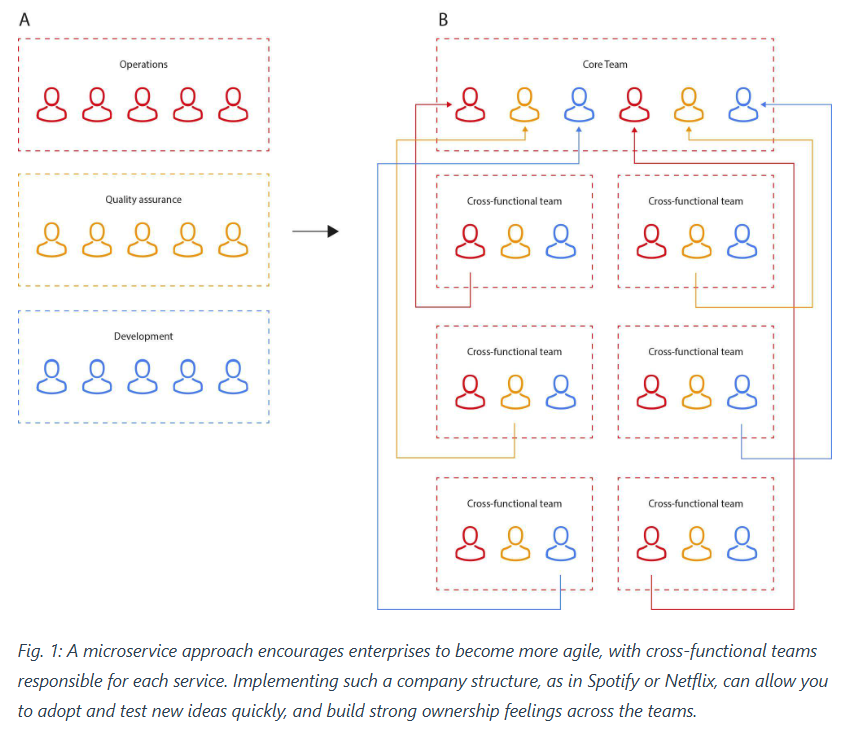 A
B
Operations
Core Team
Quality assurance
Cross-functional team
Cross-functional team
Development
Cross-functional team
Cross-functional team
Cross-functional team
Cross-functional team
Fig. 1: A microservice approach encourages enterprises to become more agile, with cross-functional teams
responsible for each service. Implementing such a company structure, as in Spotify or Netflix, can allow you
to adopt and test new ideas quickly, and build strong ownership feelings across the teams.